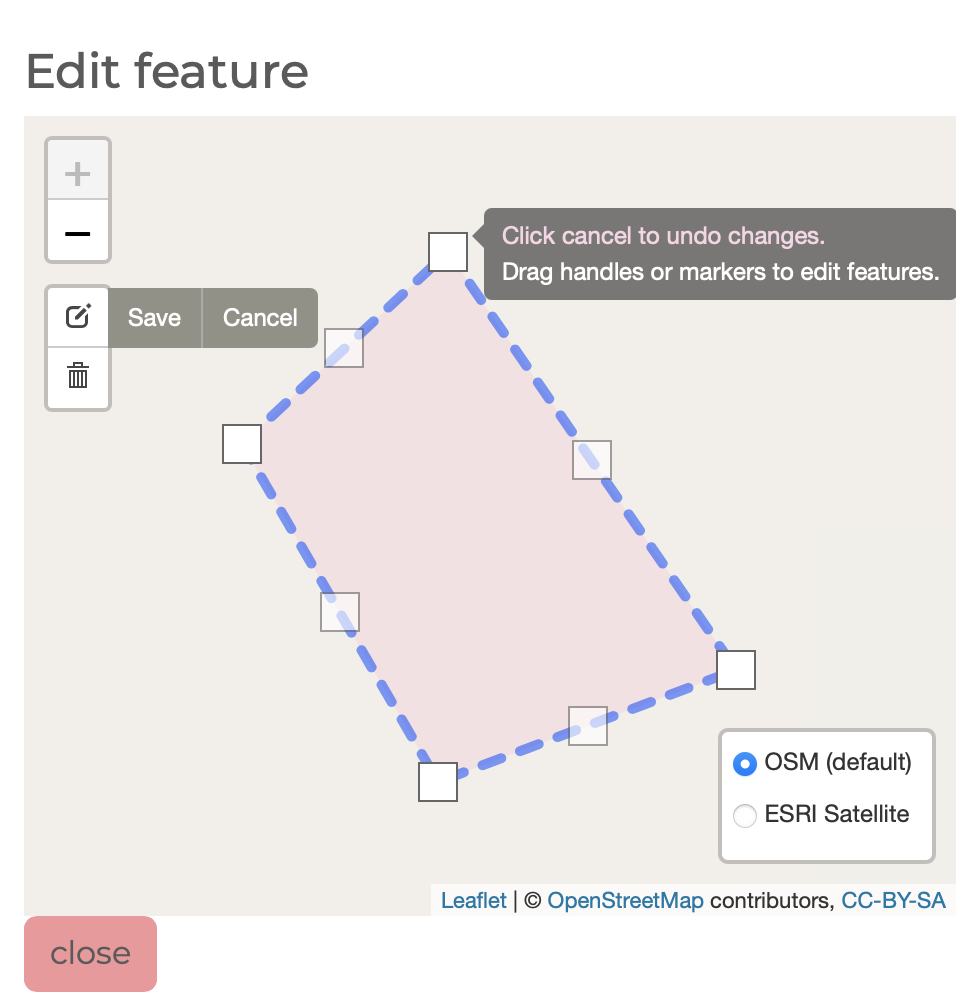 Edit feature
+
−
Click cancel to undo changes.
Drag handles or markers to edit features.
Save Cancel
OSM (default)
ESRI Satellite
Leaflet | © OpenStreetMap contributors, CC-BY-SA
close